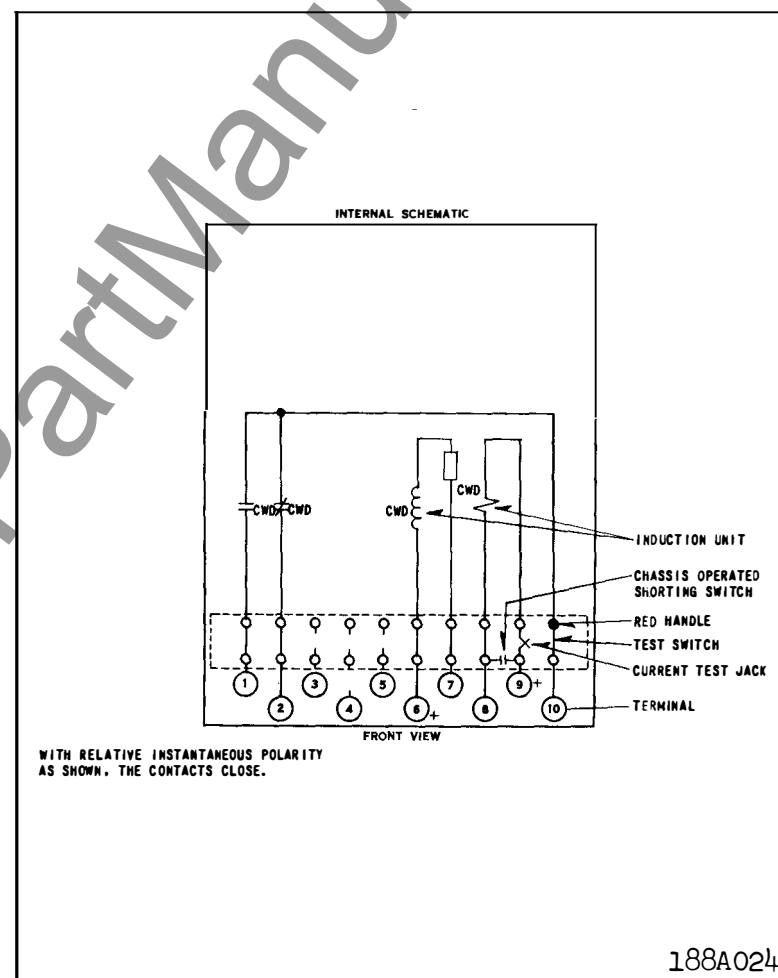 PartManu
INTERNAL SCHEMATIC
CWD
CWD
CWD
CWD
INDUCTION UNIT
CHASSIS OPERATED
SHORTING SWITCH
RED HANDLE
TEST SWITCH
CURRENT TEST JACK
TERMINAL
1 3 5 7 9 +
2 4 6 + 8 10
FRONT VIEW
WITH RELATIVE INSTANTANEOUS POLARITY
AS SHOWN. THE CONTACTS CLOSE.
188A024